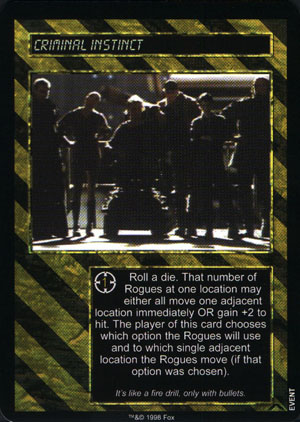 CRIMINAL INSTINCT
1
Roll a die. That number of
Rogues at one location may
either all move one adjacent
location immediately OR gain +2 to
hit. The player of this card chooses
which option the Rogues will use
and to which single adjacent
location the Rogues move (if that
option was chosen).
It's like a fire drill, only with bullets.
EVENT
™&© 1998 Fox